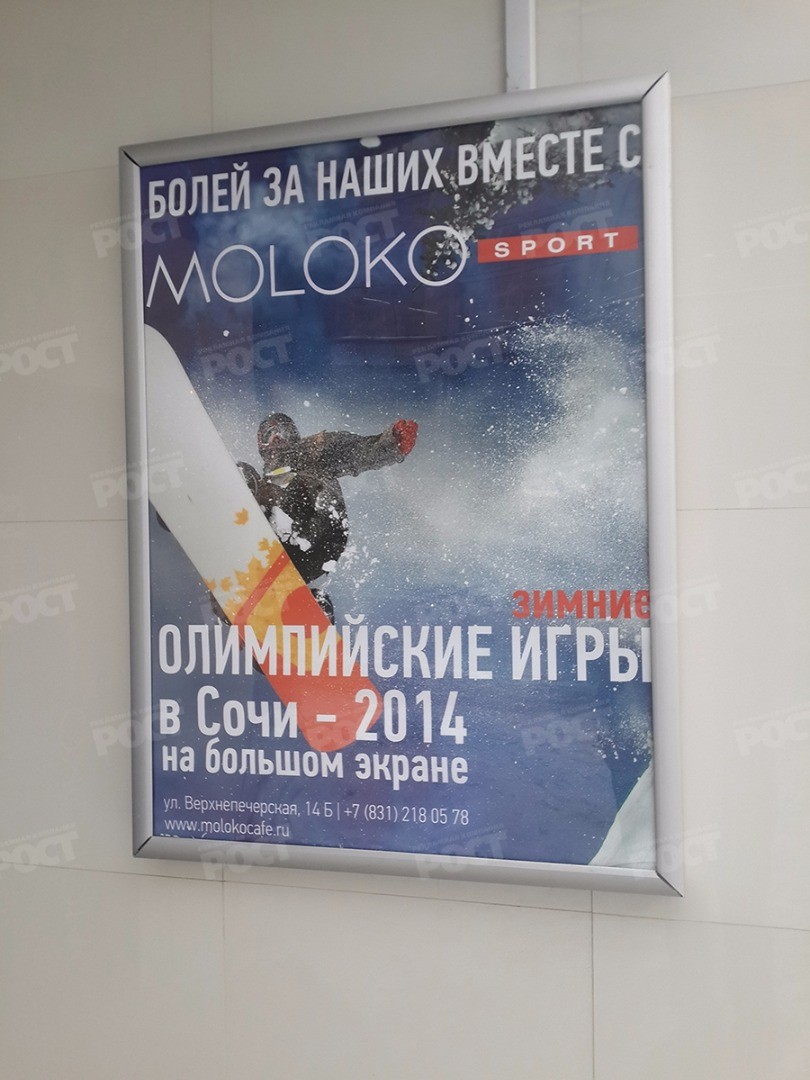 БОЛЕЙ ЗА НАШИХ ВМЕСТЕ С
MOLOKO SPORT
ЗИМНИЕ
ОЛИМПИЙСКИЕ ИГРЫ
в Сочи - 2014
на большом экране
ул. Верхнепечерская, 14 Б | +7 (831) 218 05 78
www.molokocafe.ru
РОСТ